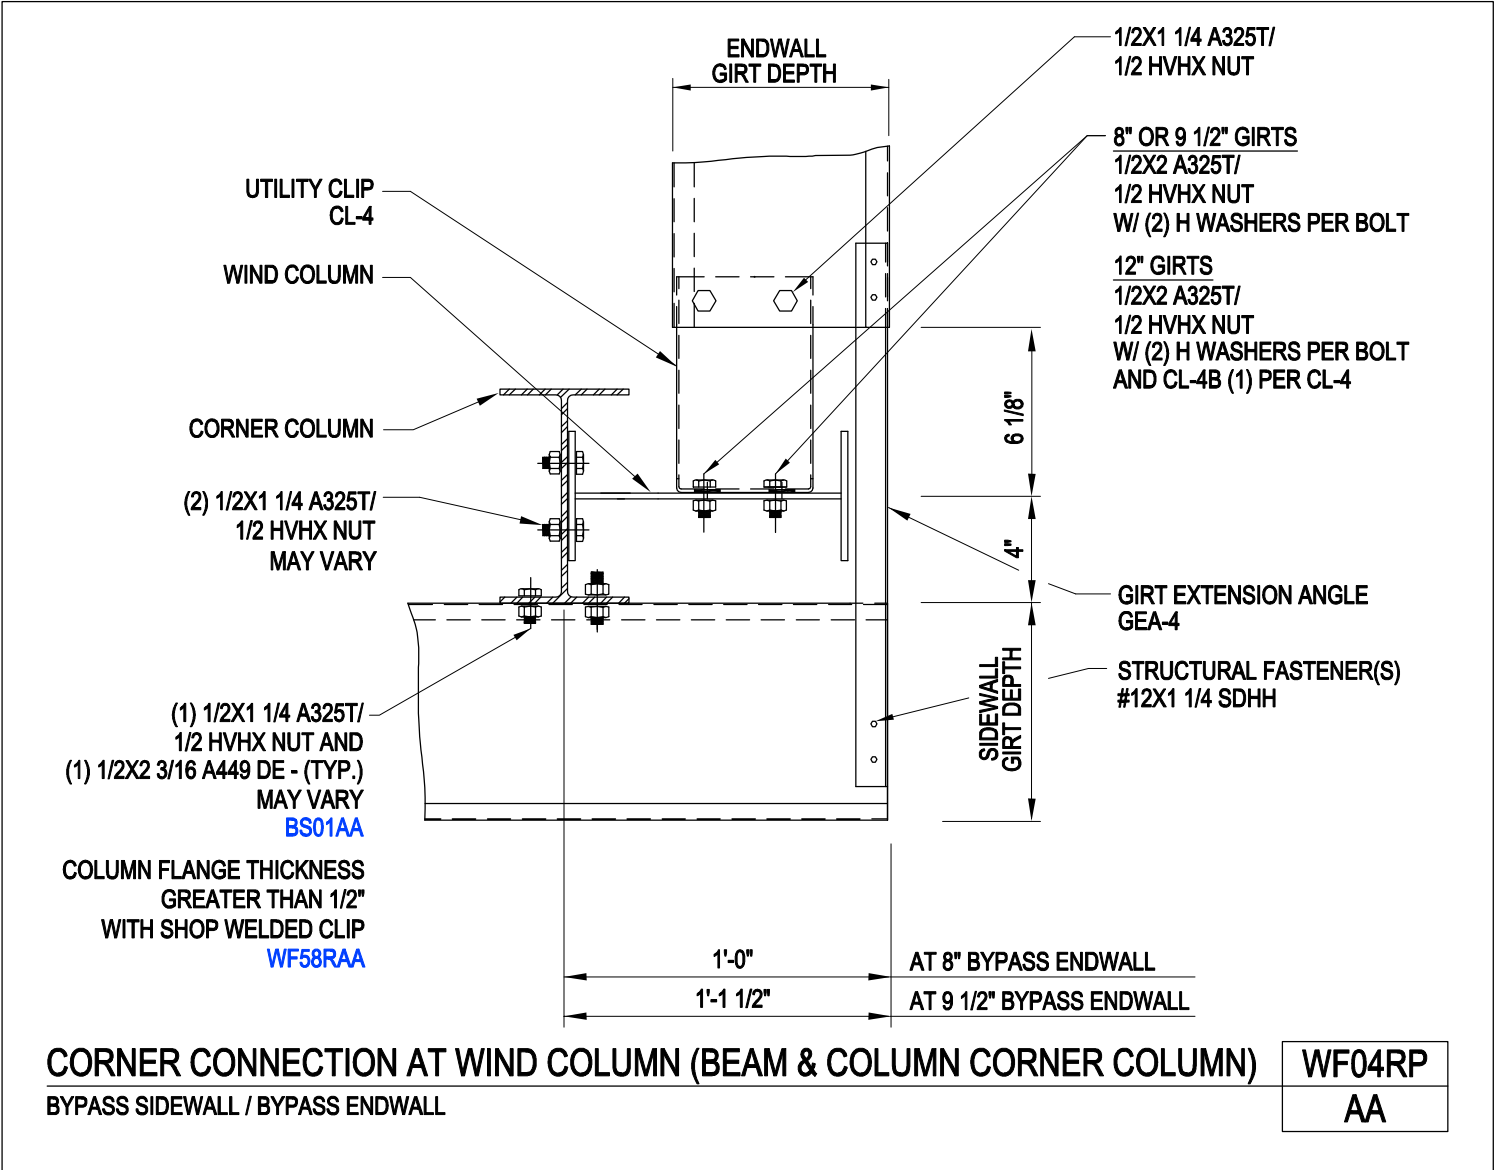 ENDWALL
GIRT DEPTH
1/2X1 1/4 A325T/
1/2 HVHX NUT
8" OR 9 1/2" GIRTS
1/2X2 A325T/
1/2 HVHX NUT
W/ (2) H WASHERS PER BOLT
12" GIRTS
1/2X2 A325T/
1/2 HVHX NUT
W/ (2) H WASHERS PER BOLT
AND CL-4B (1) PER CL-4
UTILITY CLIP
CL-4
WIND COLUMN
CORNER COLUMN
(2) 1/2X1 1/4 A325T/
1/2 HVHX NUT
MAY VARY
6 1/8"
4"
GIRT EXTENSION ANGLE
GEA-4
SIDEWALL
GIRT DEPTH
STRUCTURAL FASTENER(S)
#12X1 1/4 SDHH
(1) 1/2X1 1/4 A325T/
1/2 HVHX NUT AND
(1) 1/2X2 3/16 A449 DE - (TYP.)
MAY VARY
BS01AA
COLUMN FLANGE THICKNESS
GREATER THAN 1/2"
WITH SHOP WELDED CLIP
WF58RAA
1'-0"
AT 8" BYPASS ENDWALL
1'-1 1/2"
AT 9 1/2" BYPASS ENDWALL
CORNER CONNECTION AT WIND COLUMN (BEAM & COLUMN CORNER COLUMN)
WF04RP
BYPASS SIDEWALL / BYPASS ENDWALL
AA